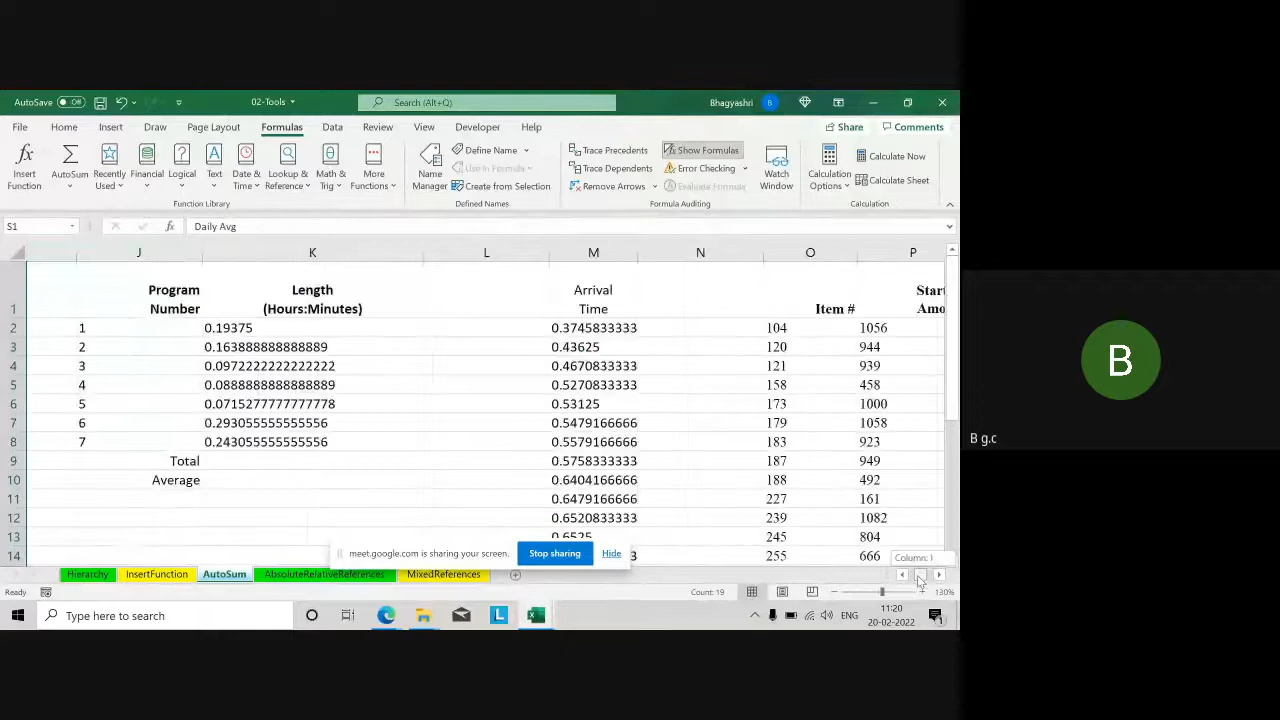 AutoSave Off 02-Tools Search (Alt+Q) Bhagyashri B
File Home Insert Draw Page Layout Formulas Data Review View Developer Help Share Comments
Insert Function
AutoSum
Recently Used
Financial
Logical
Text
Date & Time
Lookup & Reference
Math & Trig
More Functions
Function Library
Name Manager
Define Name
Use in Formula
Create from Selection
Defined Names
Trace Precedents
Trace Dependents
Remove Arrows
Show Formulas
Error Checking
Evaluate Formula
Watch Window
Formula Auditing
Calculation Options
Calculate Now
Calculate Sheet
Calculation
S1 fx Daily Avg
J K L M N O P
1 Program Number Length (Hours:Minutes) Arrival Time Item # Start Amo
2 1 0.19375 0.3745833333 104 1056
3 2 0.163888888888889 0.43625 120 944
4 3 0.0972222222222222 0.4670833333 121 939
5 4 0.0888888888888889 0.5270833333 158 458
6 5 0.0715277777777778 0.53125 173 1000
7 6 0.293055555555556 0.5479166666 179 1058
8 7 0.243055555555556 0.5579166666 183 923
9 Total 0.5758333333 187 949
10 Average 0.6404166666 188 492
11 0.6479166666 227 161
12 0.6520833333 239 1082
13 0.6525 245 804
14 3 255 666
meet.google.com is sharing your screen. Stop sharing Hide
Column: I
Hierarchy InsertFunction AutoSum AbsoluteRelativeReferences MixedReferences
Ready Count: 19 130%
Type here to search L ENG 11:20
20-02-2022 1
B
B g.c